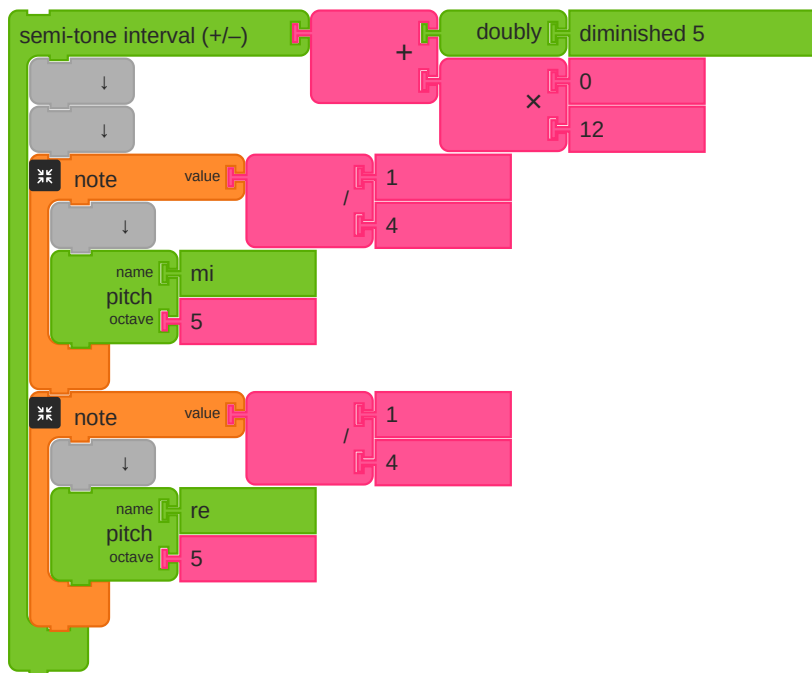 semi-tone interval (+/–) + doubly diminished 5
↓ × 0
↓ 12
note value / 1
↓ 4
name mi
pitch
octave 5
note value / 1
↓ 4
name re
pitch
octave 5